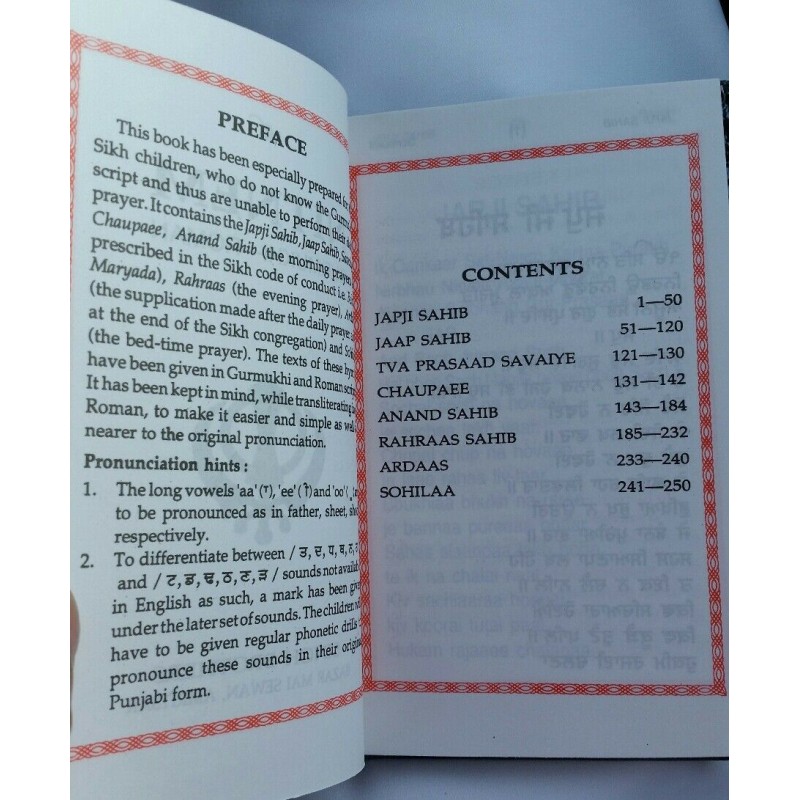 PREFACE
This book has been especially prepared for
Sikh children, who do not know the Gurmu
script and thus are unable to perform their
prayer. It contains the Japji Sahib, Jaap Sahib,
Chaupaee, Anand Sahib (the morning prayer
prescribed in the Sikh code of conduct i.e.
Maryada), Rahraas (the evening prayer),
(the supplication made after the daily prayer
at the end of the Sikh congregation) and
(the bed-time prayer). The texts of these
have been given in Gurmukhi and Roman
It has been kept in mind, while transliterating
Roman, to make it easier and simple as
nearer to the original pronunciation.
Pronunciation hints :
1. The long vowels 'aa' (ਾ), 'ee' (ੀ) and 'oo'
to be pronounced as in father, sheet,
respectively.
2. To differentiate between / ਤ, ਦ, ਧ,
and / ਟ, ਡ, ਢ, ਠ, ਣ, ੜ / sounds not
in English as such, a mark has been
under the later set of sounds. The children
have to be given regular phonetic drills
pronounce these sounds in their
Punjabi form.
CONTENTS
JAPJI SAHIB 1—50
JAAP SAHIB 51—120
TVA PRASAAD SAVAIYE 121—130
CHAUPAEE 131—142
ANAND SAHIB 143—184
RAHRAAS SAHIB 185—232
ARDAAS 233—240
SOHILAA 241—250